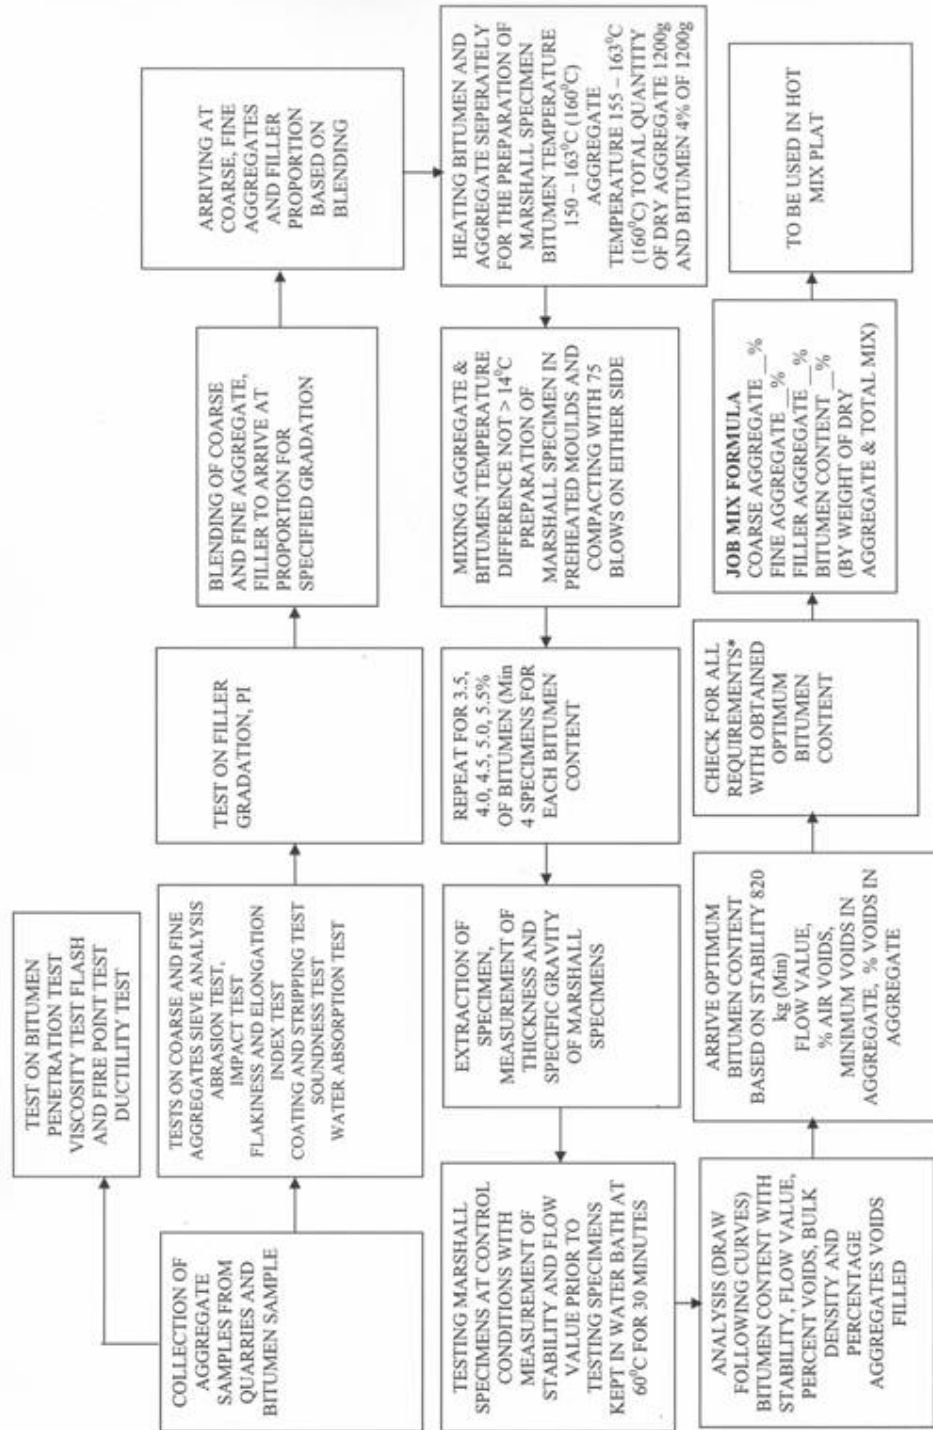 TEST ON BITUMEN
PENETRATION TEST
VISCOSITY TEST FLASH
AND FIRE POINT TEST
DUCTILITY TEST
COLLECTION OF
AGGREGATE
SAMPLES FROM
QUARRIES AND
BITUMEN SAMPLE
TESTS ON COARSE AND FINE
AGGREGATES SIEVE ANALYSIS
ABRASION TEST,
IMPACT TEST
FLAKINESS AND ELONGATION
INDEX TEST
COATING AND STRIPPING TEST
SOUNDNESS TEST
WATER ABSORPTION TEST
TEST ON FILLER
GRADATION, PI
BLENDING OF COARSE
AND FINE AGGREGATE,
FILLER TO ARRIVE AT
PROPORTION FOR
SPECIFIED GRADATION
ARRIVING AT
COARSE, FINE
AGGREGATES
AND FILLER
PROPORTION
BASED ON
BLENDING
HEATING BITUMEN AND
AGGREGATE SEPERATELY
FOR THE PREPARATION OF
MARSHALL SPECIMEN
BITUMEN TEMPERATURE
150 – 163⁰C (160⁰C)
AGGREGATE
TEMPERATURE 155 – 163⁰C
(160⁰C) TOTAL QUANTITY
OF DRY AGGREGATE 1200g
AND BITUMEN 4% OF 1200g
MIXING AGGREGATE &
BITUMEN TEMPERATURE
DIFFERENCE NOT > 14⁰C
PREPARATION OF
MARSHALL SPECIMEN IN
PREHEATED MOULDS AND
COMPACTING WITH 75
BLOWS ON EITHER SIDE
REPEAT FOR 3.5,
4.0, 4.5, 5.0, 5.5%
OF BITUMEN (Min
4 SPECIMENS FOR
EACH BITUMEN
CONTENT
EXTRACTION OF
SPECIMEN,
MEASUREMENT OF
THICKNESS AND
SPECIFIC GRAVITY
OF MARSHALL
SPECIMENS
TESTING MARSHALL
SPECIMENS AT CONTROL
CONDITIONS WITH
MEASUREMENT OF
STABILITY AND FLOW
VALUE PRIOR TO
TESTING SPECIMENS
KEPT IN WATER BATH AT
60⁰C FOR 30 MINUTES
ANALYSIS (DRAW
FOLLOWING CURVES)
BITUMEN CONTENT WITH
STABILITY, FLOW VALUE,
PERCENT VOIDS, BULK
DENSITY AND
PERCENTAGE
AGGREGATES VOIDS
FILLED
ARRIVE OPTIMUM
BITUMEN CONTENT
BASED ON STABILITY 820
kg (Min)
FLOW VALUE,
% AIR VOIDS,
MINIMUM VOIDS IN
AGGREGATE, % VOIDS IN
AGGREGATE
CHECK FOR ALL
REQUIREMENTS*
WITH OBTAINED
OPTIMUM
BITUMEN
CONTENT
JOB MIX FORMULA
COARSE AGGREGATE __%
FINE AGGREGATE __%
FILLER AGGREGATE __%
BITUMEN CONTENT __%
(BY WEIGHT OF DRY
AGGREGATE & TOTAL MIX)
TO BE USED IN HOT
MIX PLAT